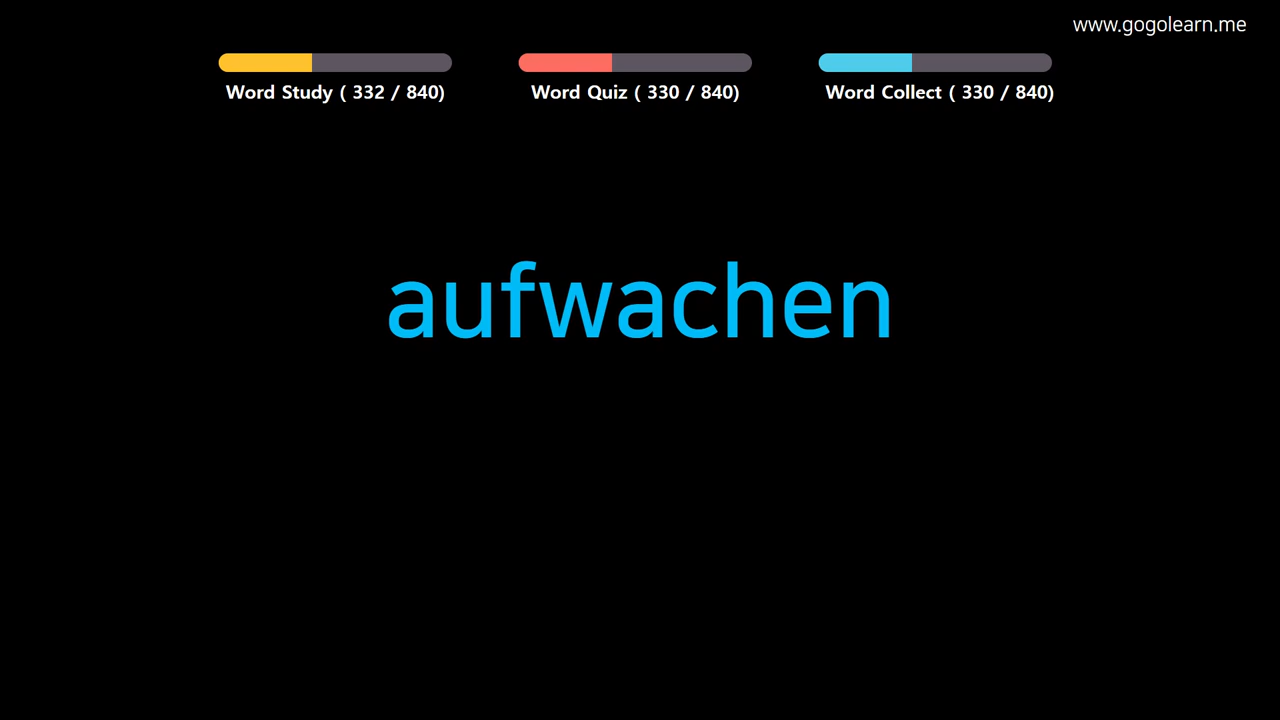 www.gogolearn.me
Word Study ( 332 / 840)
Word Quiz ( 330 / 840)
Word Collect ( 330 / 840)
aufwachen